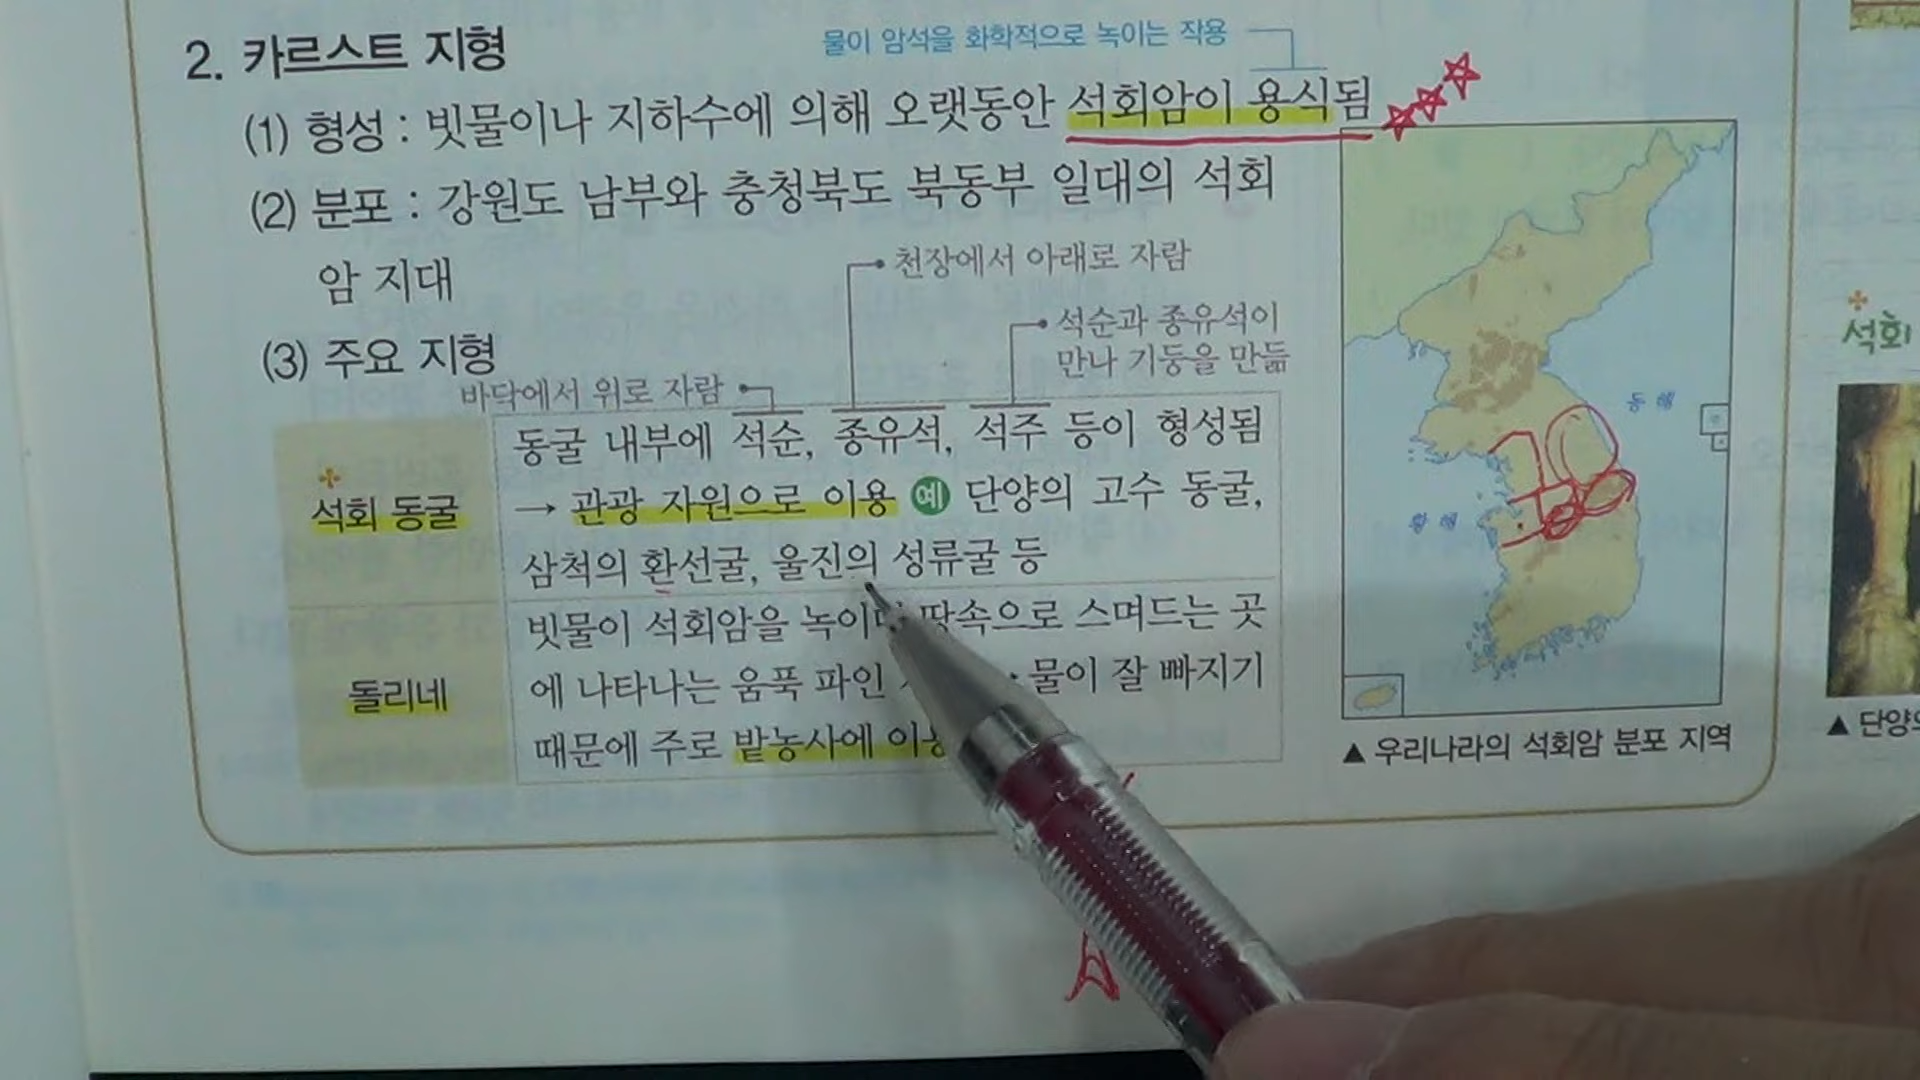 2. 카르스트 지형
물이 암석을 화학적으로 녹이는 작용
(1) 형성 : 빗물이나 지하수에 의해 오랫동안 석회암이 용식됨
(2) 분포 : 강원도 남부와 충청북도 북동부 일대의 석회
암 지대
(3) 주요 지형
천장에서 아래로 자람
석순과 종유석이
만나 기둥을 만듦
바닥에서 위로 자람
석회 동굴
동굴 내부에 석순, 종유석, 석주 등이 형성됨
→ 관광 자원으로 이용 예 단양의 고수 동굴,
삼척의 환선굴, 울진의 성류굴 등
돌리네
빗물이 석회암을 땅속으로 스며드는 곳
에 나타나는 움푹 파인 물이 잘 빠지기
때문에 주로 밭농사에
동해
황해
▲ 우리나라의 석회암 분포 지역
석회
▲ 단양의